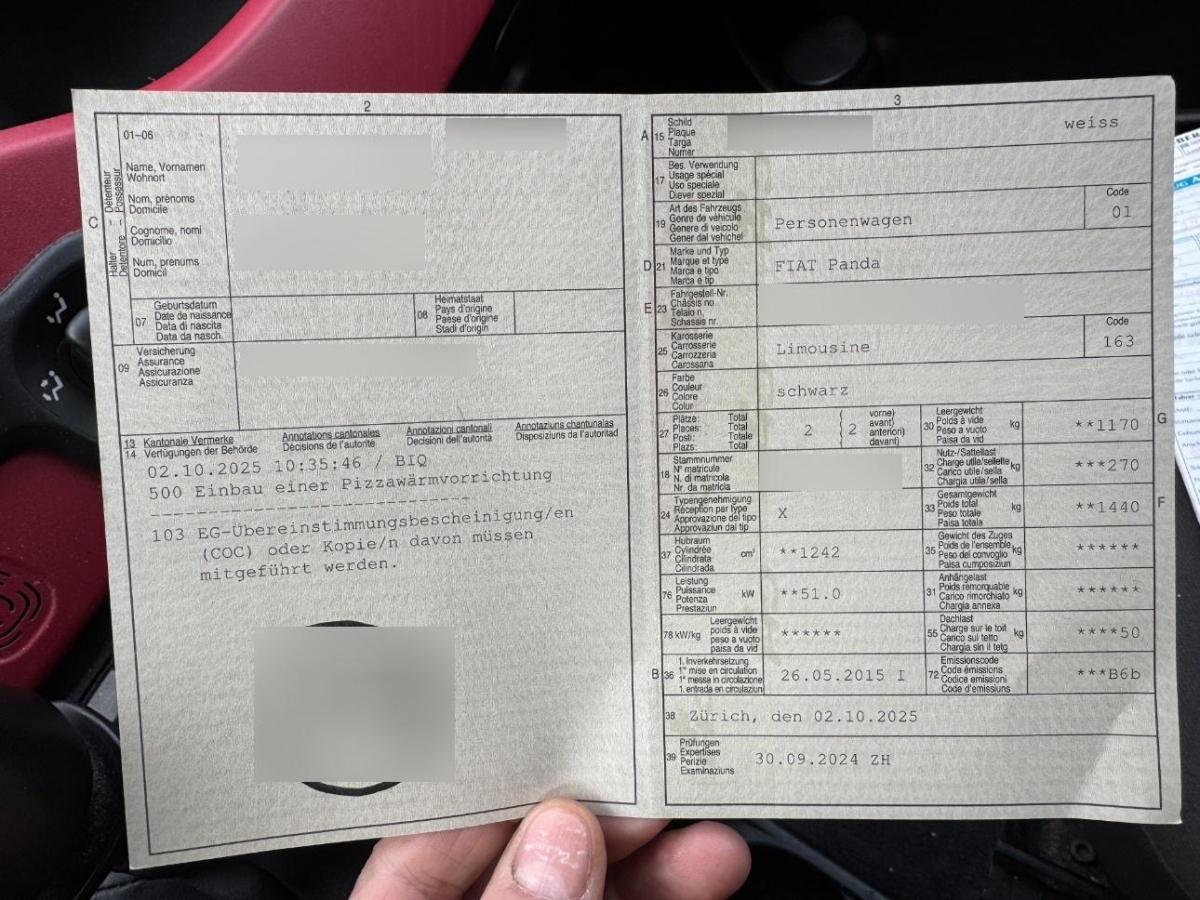 2
01-06
Name, Vornamen
Wohnort
Nom, prénoms
Domicile
Cognome, nomi
Domicilio
Num, prenums
Domicil
C
Halter Détenteur
Detentore Possessur
07
Geburtsdatum
Date de naissance
Data di nascita
Data da nasch.
08
Heimatstaat
Pays d'origine
Paese d'origine
Stadi d'origin
09
Versicherung
Assurance
Assicurazione
Assicuranza
13
14
Kantonale Vermerke
Verfügungen der Behörde
Annotations cantonales
Décisions de l'autorité
Annotazioni cantonali
Decisioni dell'autorità
Annotaziuns chantunalas
Disposiziuns da l'autoritad
02.10.2025 10:35:46 / BIQ
500 Einbau einer Pizzawärmvorrichtung
------------------------------
103 EG-Übereinstimmungsbescheinigung/en
(COC) oder Kopie/n davon müssen
mitgeführt werden.
3
A 15
Schild
Plaque
Targa
Numer
weiss
17
Bes. Verwendung
Usage spécial
Uso speciale
Diever spezial
19
Art des Fahrzeugs
Genre de véhicule
Genere di veicolo
Gener dal vehichel
Personenwagen
Code
01
D 21
Marke und Typ
Marque et type
Marca e tipo
Marca e tip
FIAT Panda
E 23
Fahrgestell-Nr.
Châssis no
Telaio n.
Schassis nr.
25
Karosserie
Carrosserie
Carrozzeria
Carossaria
Limousine
Code
163
26
Farbe
Couleur
Colore
Colur
schwarz
27
Plätze: Total
Places: Total
Posti: Totale
Plazs: Total
2
( 2
vorne)
avant)
anteriori)
davant)
30
Leergewicht
Poids à vide
Peso a vuoto
Paisa da vid
kg
**1170
G
18
Stammnummer
N° matricule
N. di matricola
Nr. da matricla
32
Nutz-/Sattellast
Charge utile/sellette
Carico utile/sella
Chargia utila/sella
kg
***270
24
Typengenehmigung
Réception par type
Approvazione del tipo
Approvaziun dal tip
X
33
Gesamtgewicht
Poids total
Peso totale
Paisa totala
kg
**1440
F
37
Hubraum
Cylindrée
Cilindrata
Cilindrada
cm³
**1242
35
Gewicht des Zuges
Poids de l'ensemble
Peso del convoglio
Paisa cumposiziun
kg
******
76
Leistung
Puissance
Potenza
Prestaziun
kW
**51.0
31
Anhängelast
Poids remorquable
Carico rimorchiato
Chargia annexa
kg
******
78 kW/kg
Leergewicht
poids à vide
peso a vuoto
paisa da vid
******
55
Dachlast
Charge sur le toit
Carico sul tetto
Chargia sin il tetg
kg
****50
B 36
1. Inverkehrsetzung
1re mise en circulation
1a messa in circolazione
1. entrada en circulaziun
26.05.2015 I
72
Emissionscode
Code émissions
Codice emissioni
Code d'emissiuns
***B6b
38 Zürich, den 02.10.2025
39
Prüfungen
Expertises
Perizie
Examinaziuns
30.09.2024 ZH